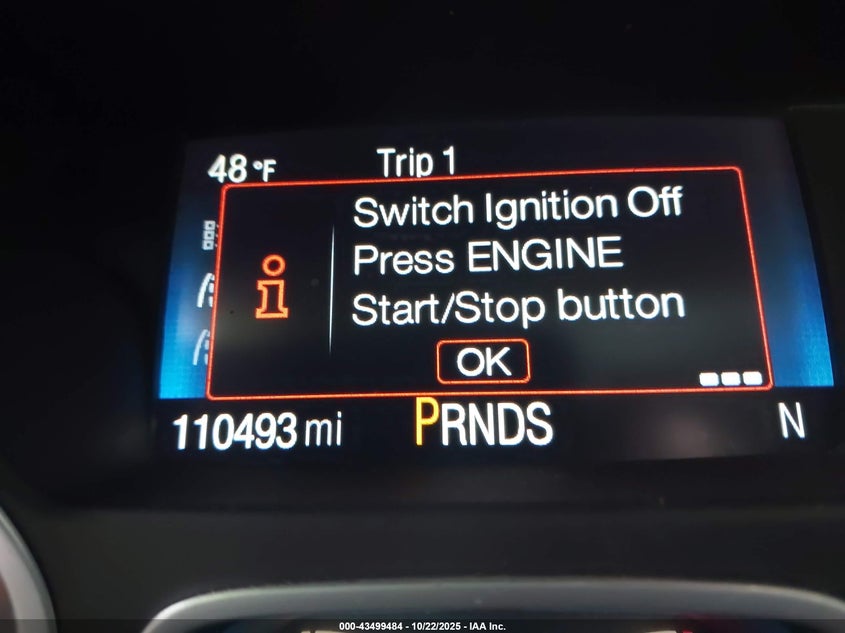 48°F Trip 1
Switch Ignition Off
Press ENGINE
Start/Stop button
OK
110493 mi PRNDS N
000-43499484 - 10/22/2025 - IAA Inc.